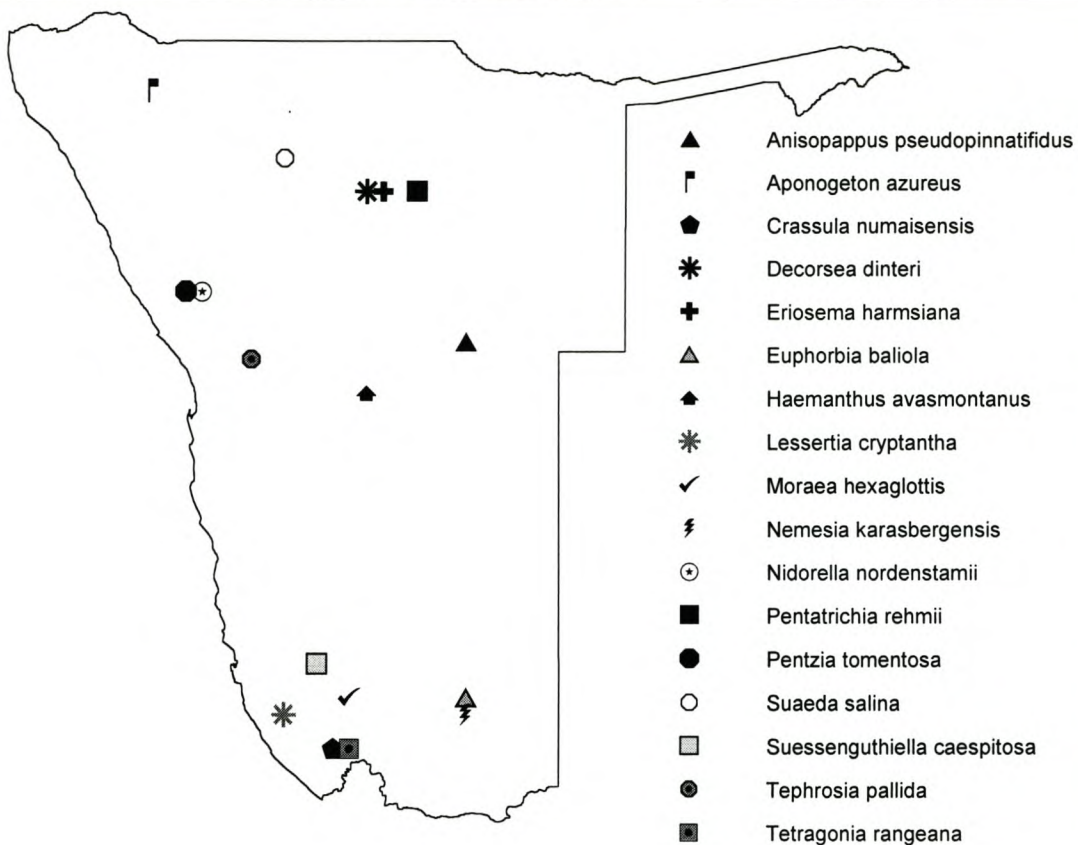 Anisopappus pseudopinnatifidus
Aponogeton azureus
Crassula numaisensis
Decorsea dinteri
Eriosema harmsiana
Euphorbia baliola
Haemanthus avasmontanus
Lessertia cryptantha
Moraea hexaglottis
Nemesia karasbergensis
Nidorella nordenstamii
Pentatrichia rehmii
Pentzia tomentosa
Suaeda salina
Suessenguthiella caespitosa
Tephrosia pallida
Tetragonia rangeana